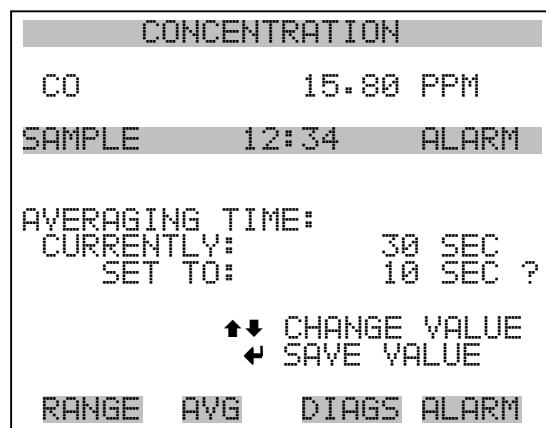 CONCENTRATION
CO 15.80 PPM
SAMPLE 12:34 ALARM
AVERAGING TIME:
CURRENTLY: 30 SEC
SET TO: 10 SEC ?
⬆⬇ CHANGE VALUE
↵ SAVE VALUE
RANGE AVG DIAGS ALARM